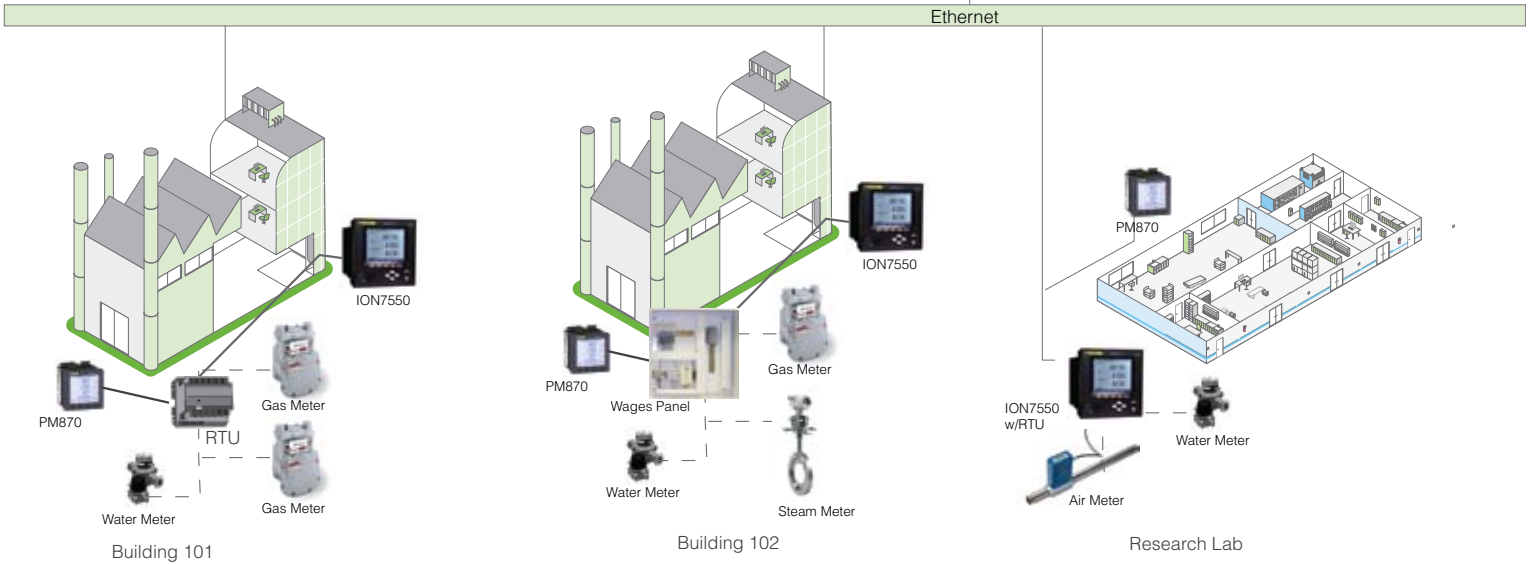 Ethernet
ION7550
PM870
RTU
Gas Meter
Gas Meter
Water Meter
Building 101
ION7550
PM870
Wages Panel
Gas Meter
Water Meter
Steam Meter
Building 102
PM870
ION7550
w/RTU
Water Meter
Air Meter
Research Lab